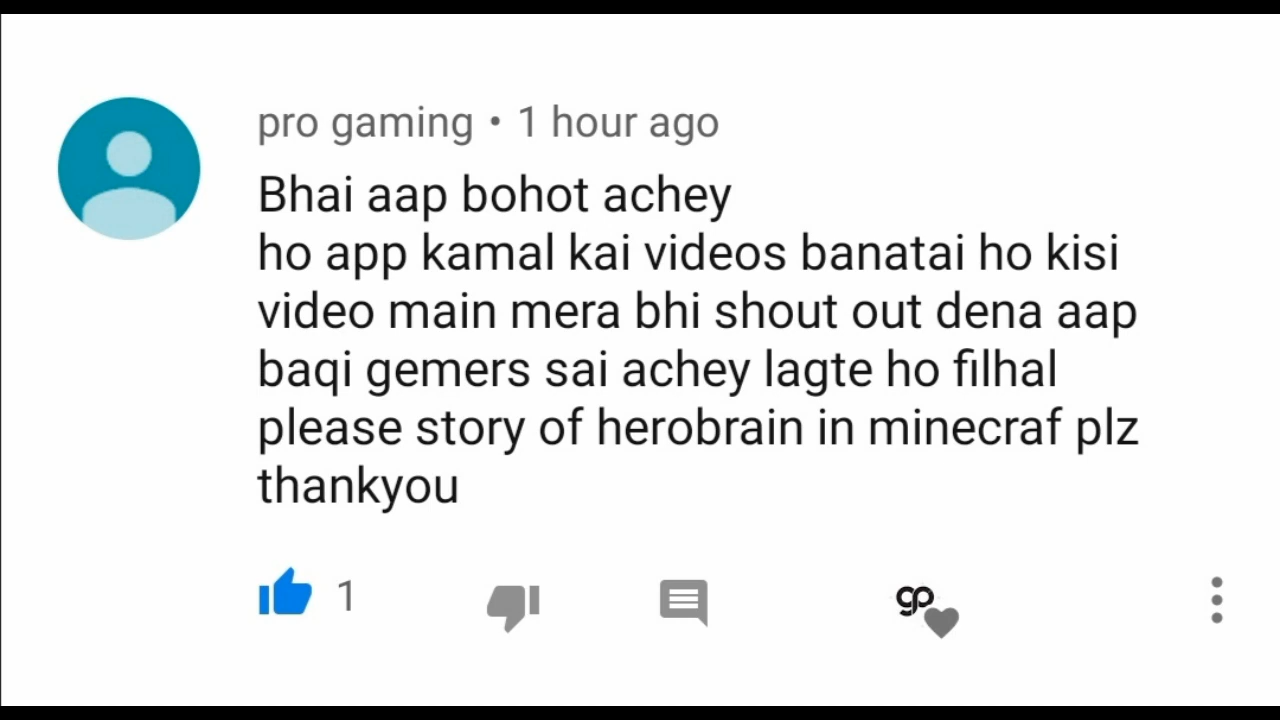 pro gaming • 1 hour ago
Bhai aap bohot achey
ho app kamal kai videos banatai ho kisi
video main mera bhi shout out dena aap
baqi gemers sai achey lagte ho filhal
please story of herobrain in minecraf plz
thankyou
1
gp